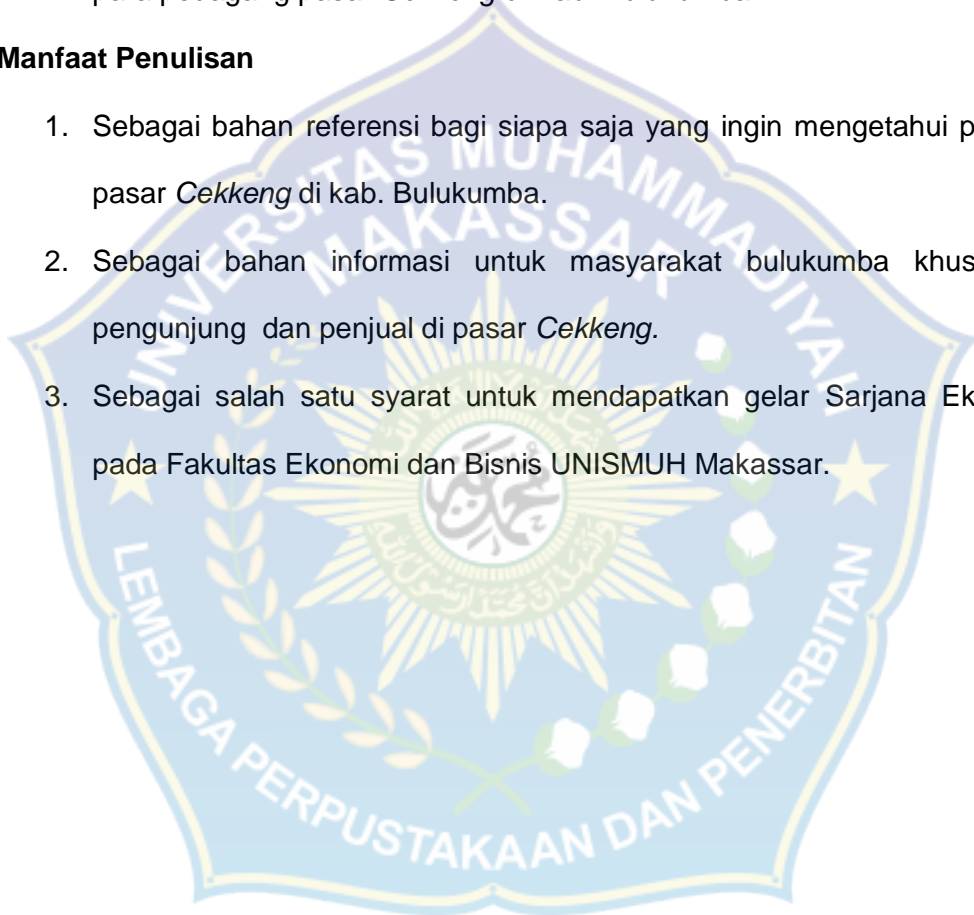 Manfaat Penulisan
1. Sebagai bahan referensi bagi siapa saja yang ingin mengetahui
pasar Cekkeng di kab. Bulukumba.
2. Sebagai bahan informasi untuk masyarakat bulukumba
pengunjung dan penjual di pasar Cekkeng.
3. Sebagai salah satu syarat untuk mendapatkan gelar Sarjana
pada Fakultas Ekonomi dan Bisnis UNISMUH Makassar.
UNIVERSITAS MUHAMMADIYAH
MAKASSAR
LEMBAGA PERPUSTAKAAN DAN PENERBITAN